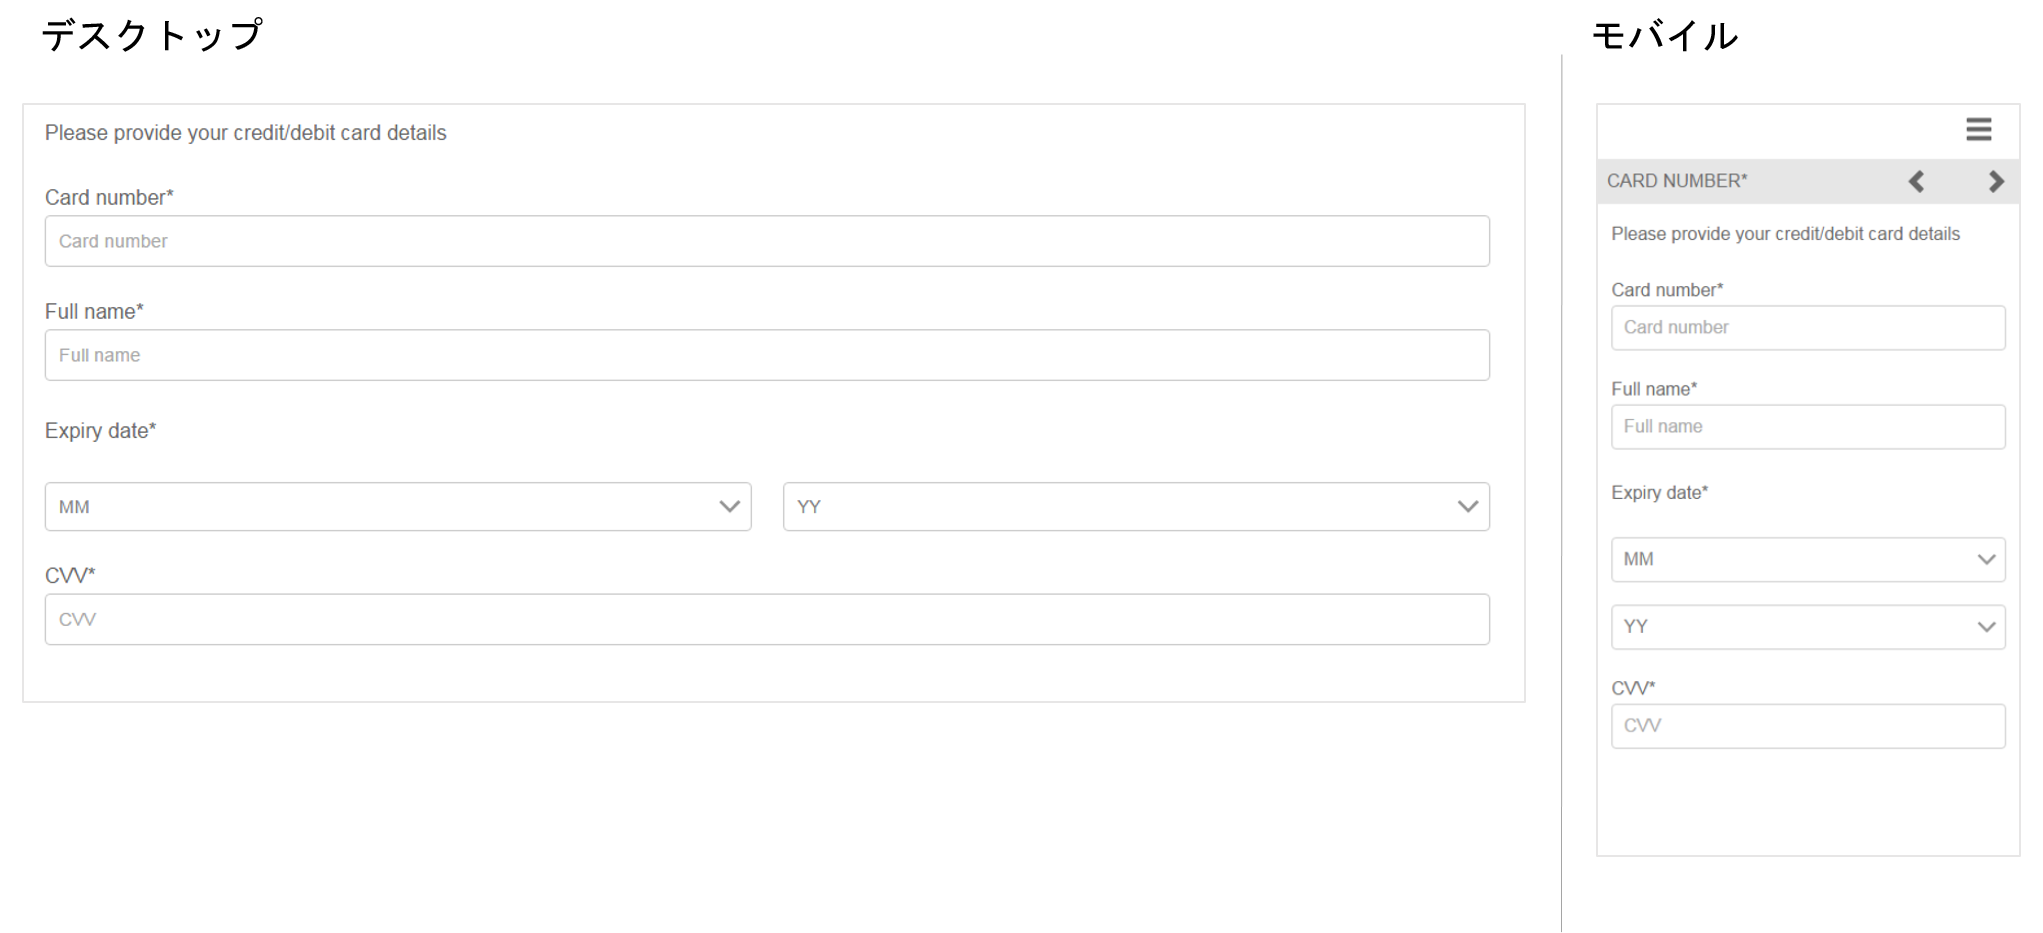 デスクトップ
Please provide your credit/debit card details
Card number*
Card number
Full name*
Full name
Expiry date*
MM
YY
CVV*
CVV
モバイル
CARD NUMBER*
Please provide your credit/debit card details
Card number*
Card number
Full name*
Full name
Expiry date*
MM
YY
CVV*
CVV